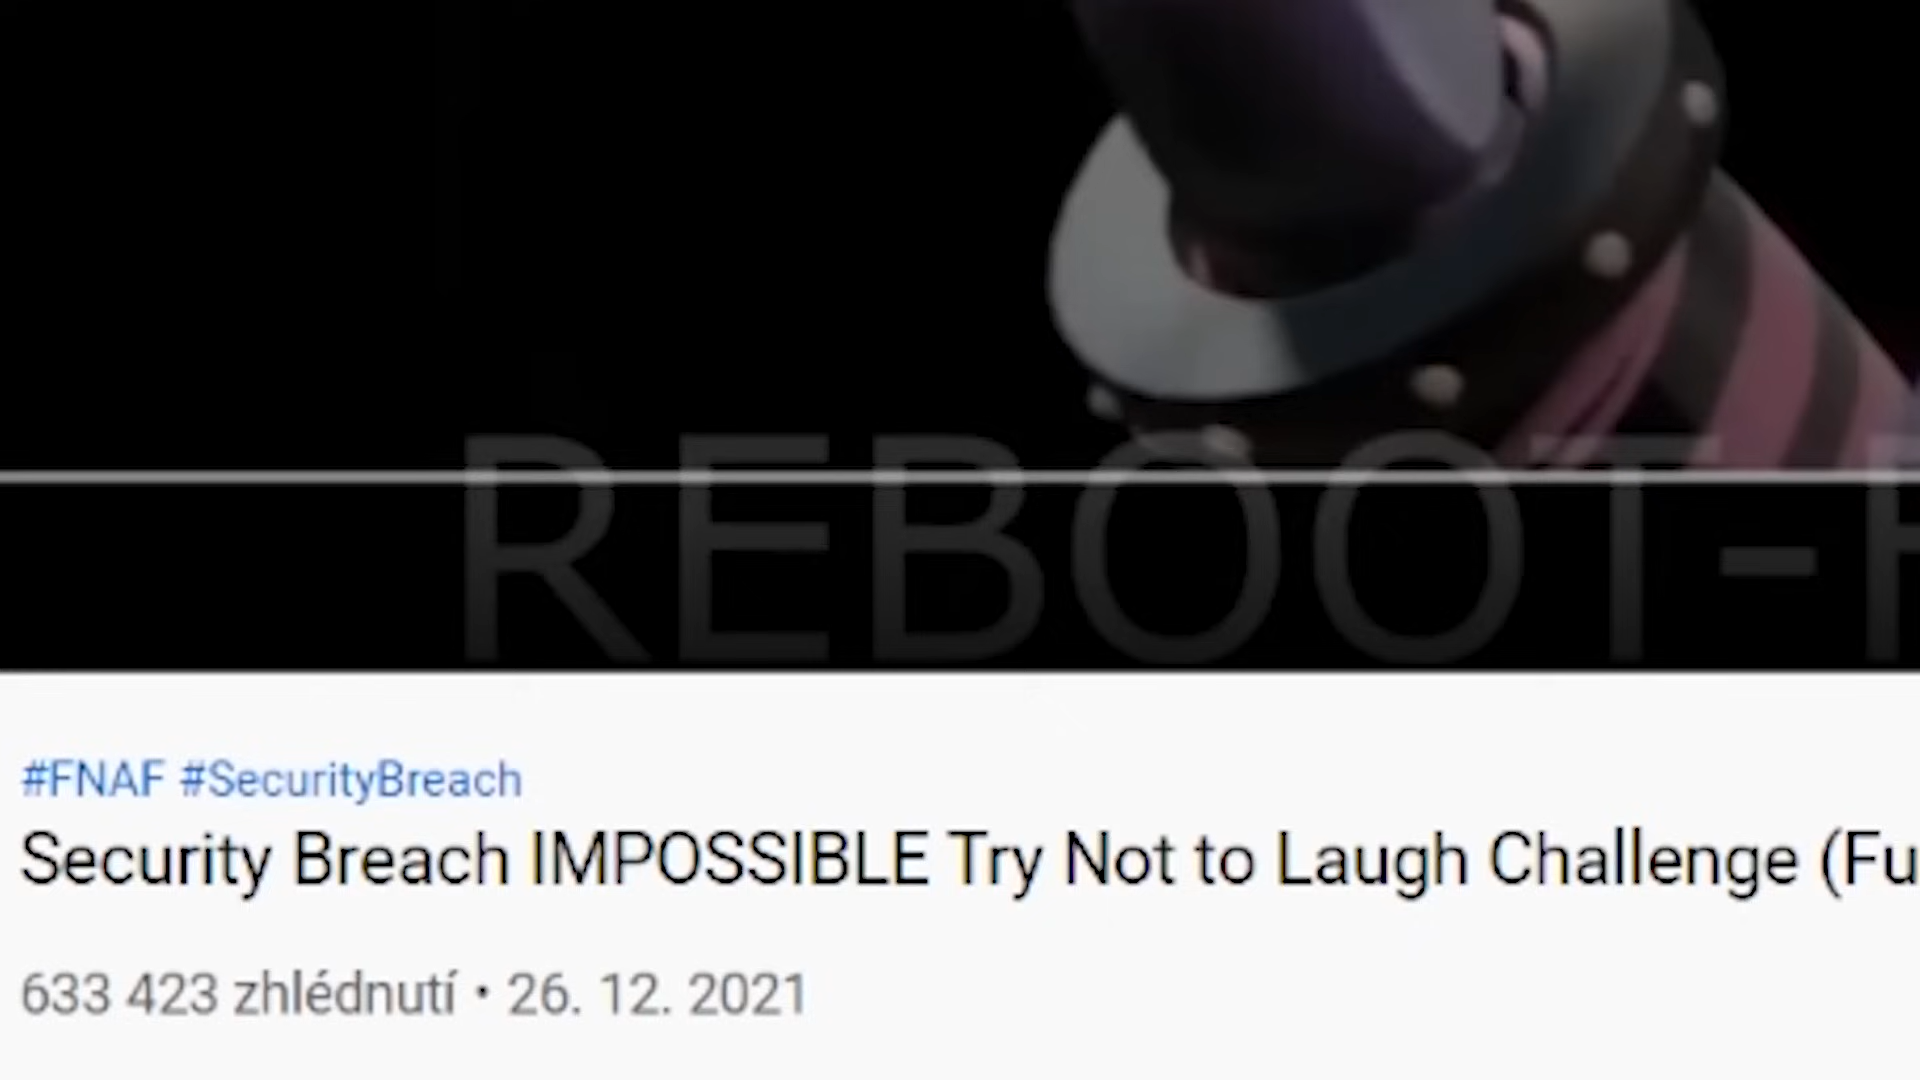 REBOOT-
#FNAF #SecurityBreach
Security Breach IMPOSSIBLE Try Not to Laugh Challenge (Fu
633 423 zhlédnutí • 26. 12. 2021